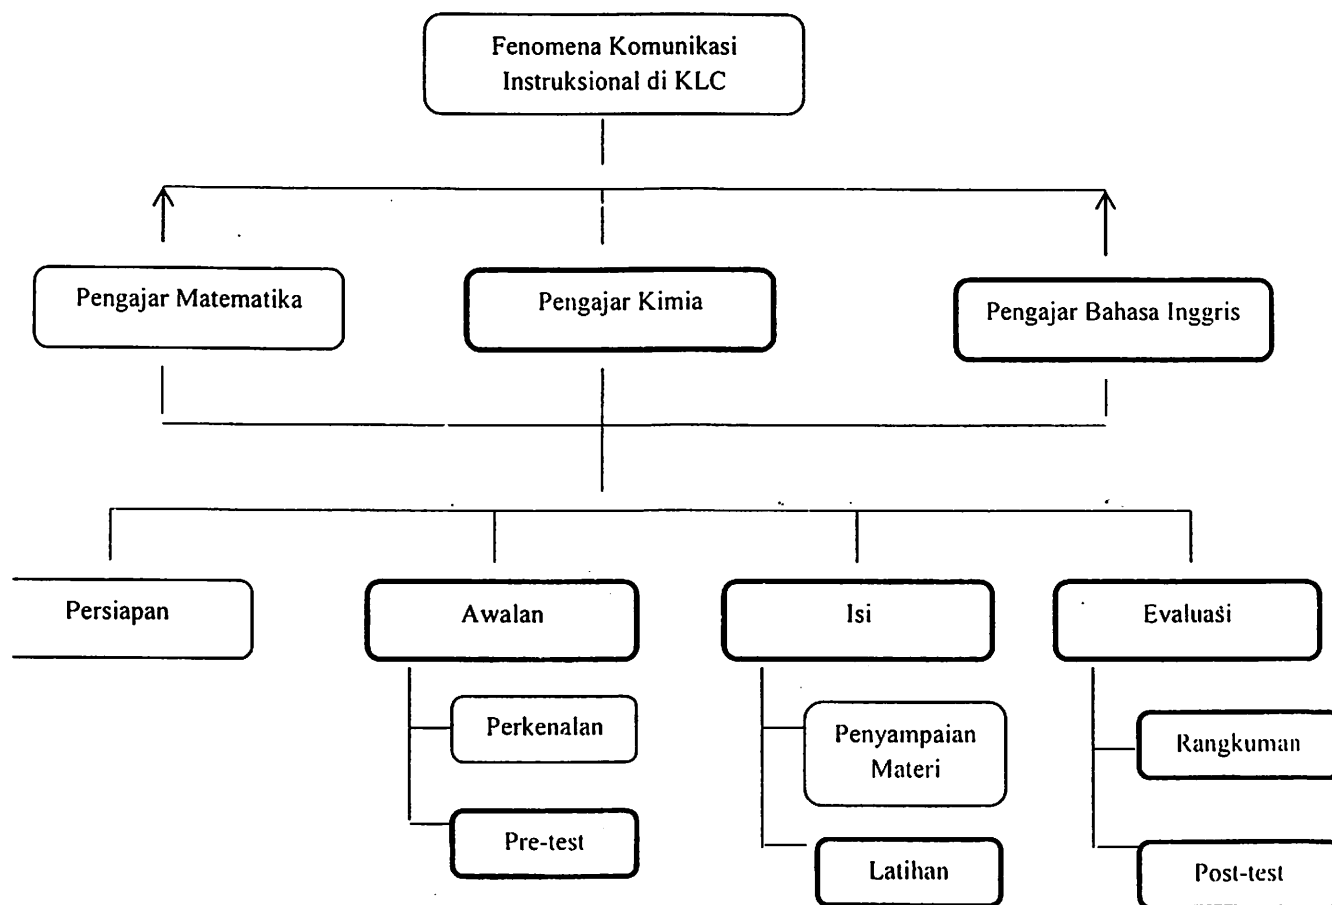 Fenomena Komunikasi
Instruksional di KLC
Pengajar Matematika
Pengajar Kimia
Pengajar Bahasa Inggris
Persiapan
Awalan
Isi
Evaluasi
Perkenalan
Penyampaian
Materi
Rangkuman
Pre-test
Latihan
Post-test